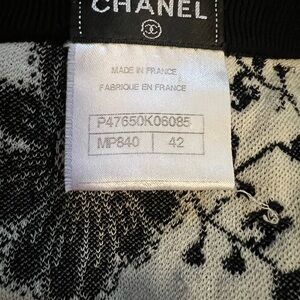 CHANEL
MADE IN FRANCE
FABRIQUE EN FRANCE
P47650K06085
MP840 42